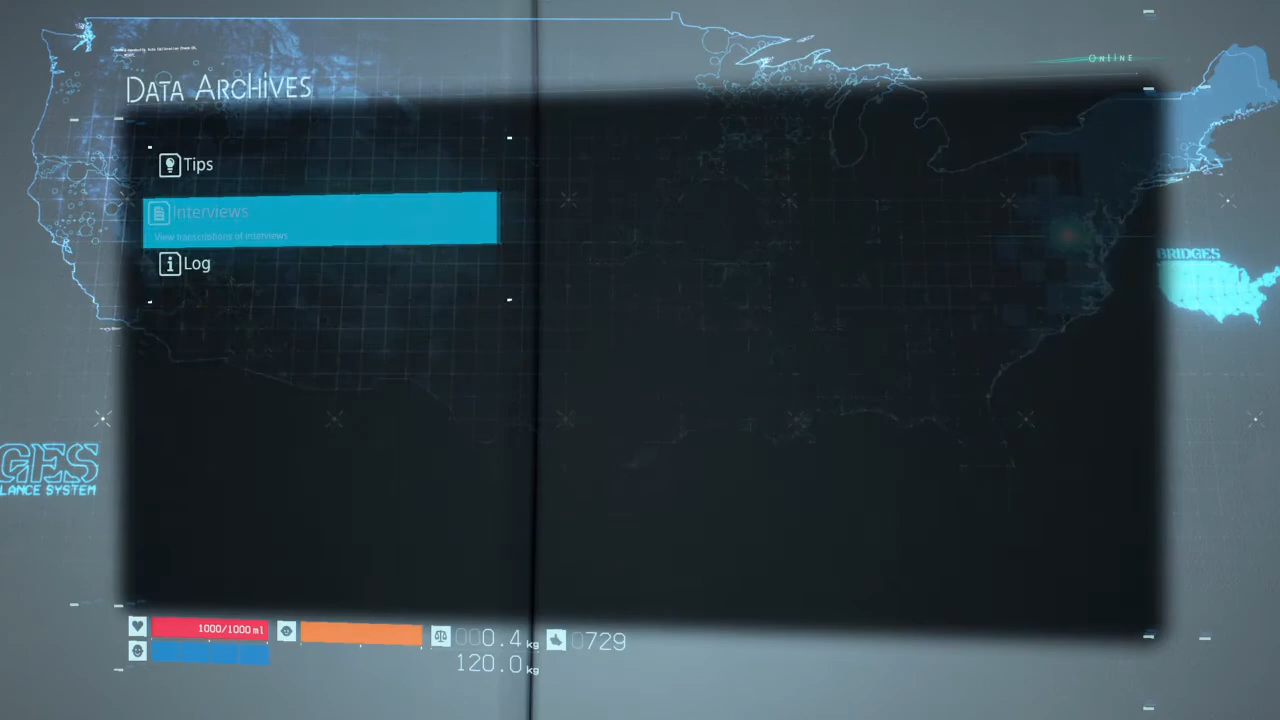 DATA ARCHIVES
ONLINE
Tips
Interviews
View transcriptions of interviews
Log
BRIDGES
GES
LANCE SYSTEM
1000/1000 ml
000.4 kg
120.0 kg
0729